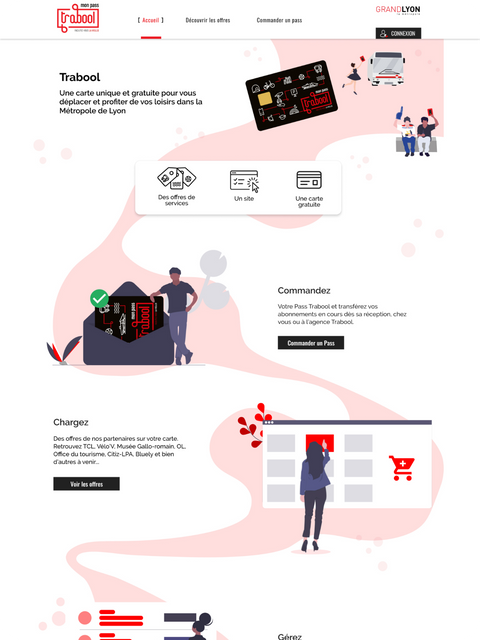 mon pass
trabool
[ Accueil ]
Découvrir les offres
Commander un pass
GRANDLYON
CONNEXION
Trabool
Une carte unique et gratuite pour vous
déplacer et profiter de vos loisirs dans la
Métropole de Lyon
trabool
Des offres de
services
Un site
Une carte
gratuite
mon pass
trabool
Commandez
Votre Pass Trabool et transférez vos
abonnements en cours dès sa réception, chez
vous ou à l'agence Trabool.
Commander un Pass
Chargez
Des offres de nos partenaires sur votre carte.
Retrouvez TCL, Vélo'V, Musée Gallo-romain, OL,
Office du tourisme, Citiz-LPA, Bluely et bien
d'autres à venir...
Voir les offres
Gérez